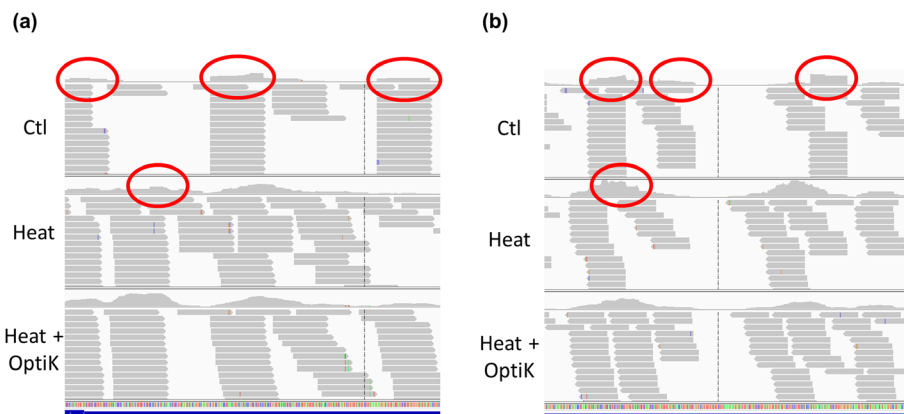 (a)
Ctl
Heat
Heat +
OptiK
(b)
Ctl
Heat
Heat +
OptiK